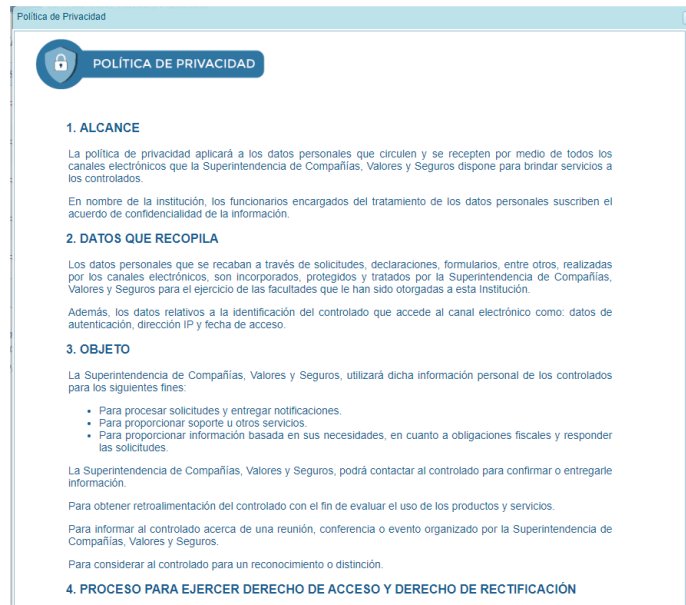 Política de Privacidad
POLÍTICA DE PRIVACIDAD
1. ALCANCE
La política de privacidad aplicará a los datos personales que circulen y se recepten por medio de todos los
canales electrónicos que la Superintendencia de Compañías, Valores y Seguros dispone para brindar servicios a
los controlados.
En nombre de la institución, los funcionarios encargados del tratamiento de los datos personales suscriben el
acuerdo de confidencialidad de la información.
2. DATOS QUE RECOPILA
Los datos personales que se recaban a través de solicitudes, declaraciones, formularios, entre otros, realizadas
por los canales electrónicos, son incorporados, protegidos y tratados por la Superintendencia de Compañías,
Valores y Seguros para el ejercicio de las facultades que le han sido otorgadas a esta Institución.
Además, los datos relativos a la identificación del controlado que accede al canal electrónico como: datos de
autenticación, dirección IP y fecha de acceso.
3. OBJETO
La Superintendencia de Compañías, Valores y Seguros, utilizará dicha información personal de los controlados
para los siguientes fines:
• Para procesar solicitudes y entregar notificaciones.
• Para proporcionar soporte u otros servicios.
• Para proporcionar información basada en sus necesidades, en cuanto a obligaciones fiscales y responder
las solicitudes.
La Superintendencia de Compañías, Valores y Seguros, podrá contactar al controlado para confirmar o entregarle
información.
Para obtener retroalimentación del controlado con el fin de evaluar el uso de los productos y servicios.
Para informar al controlado acerca de una reunión, conferencia o evento organizado por la Superintendencia de
Compañías, Valores y Seguros.
Para considerar al controlado para un reconocimiento o distinción.
4. PROCESO PARA EJERCER DERECHO DE ACCESO Y DERECHO DE RECTIFICACIÓN